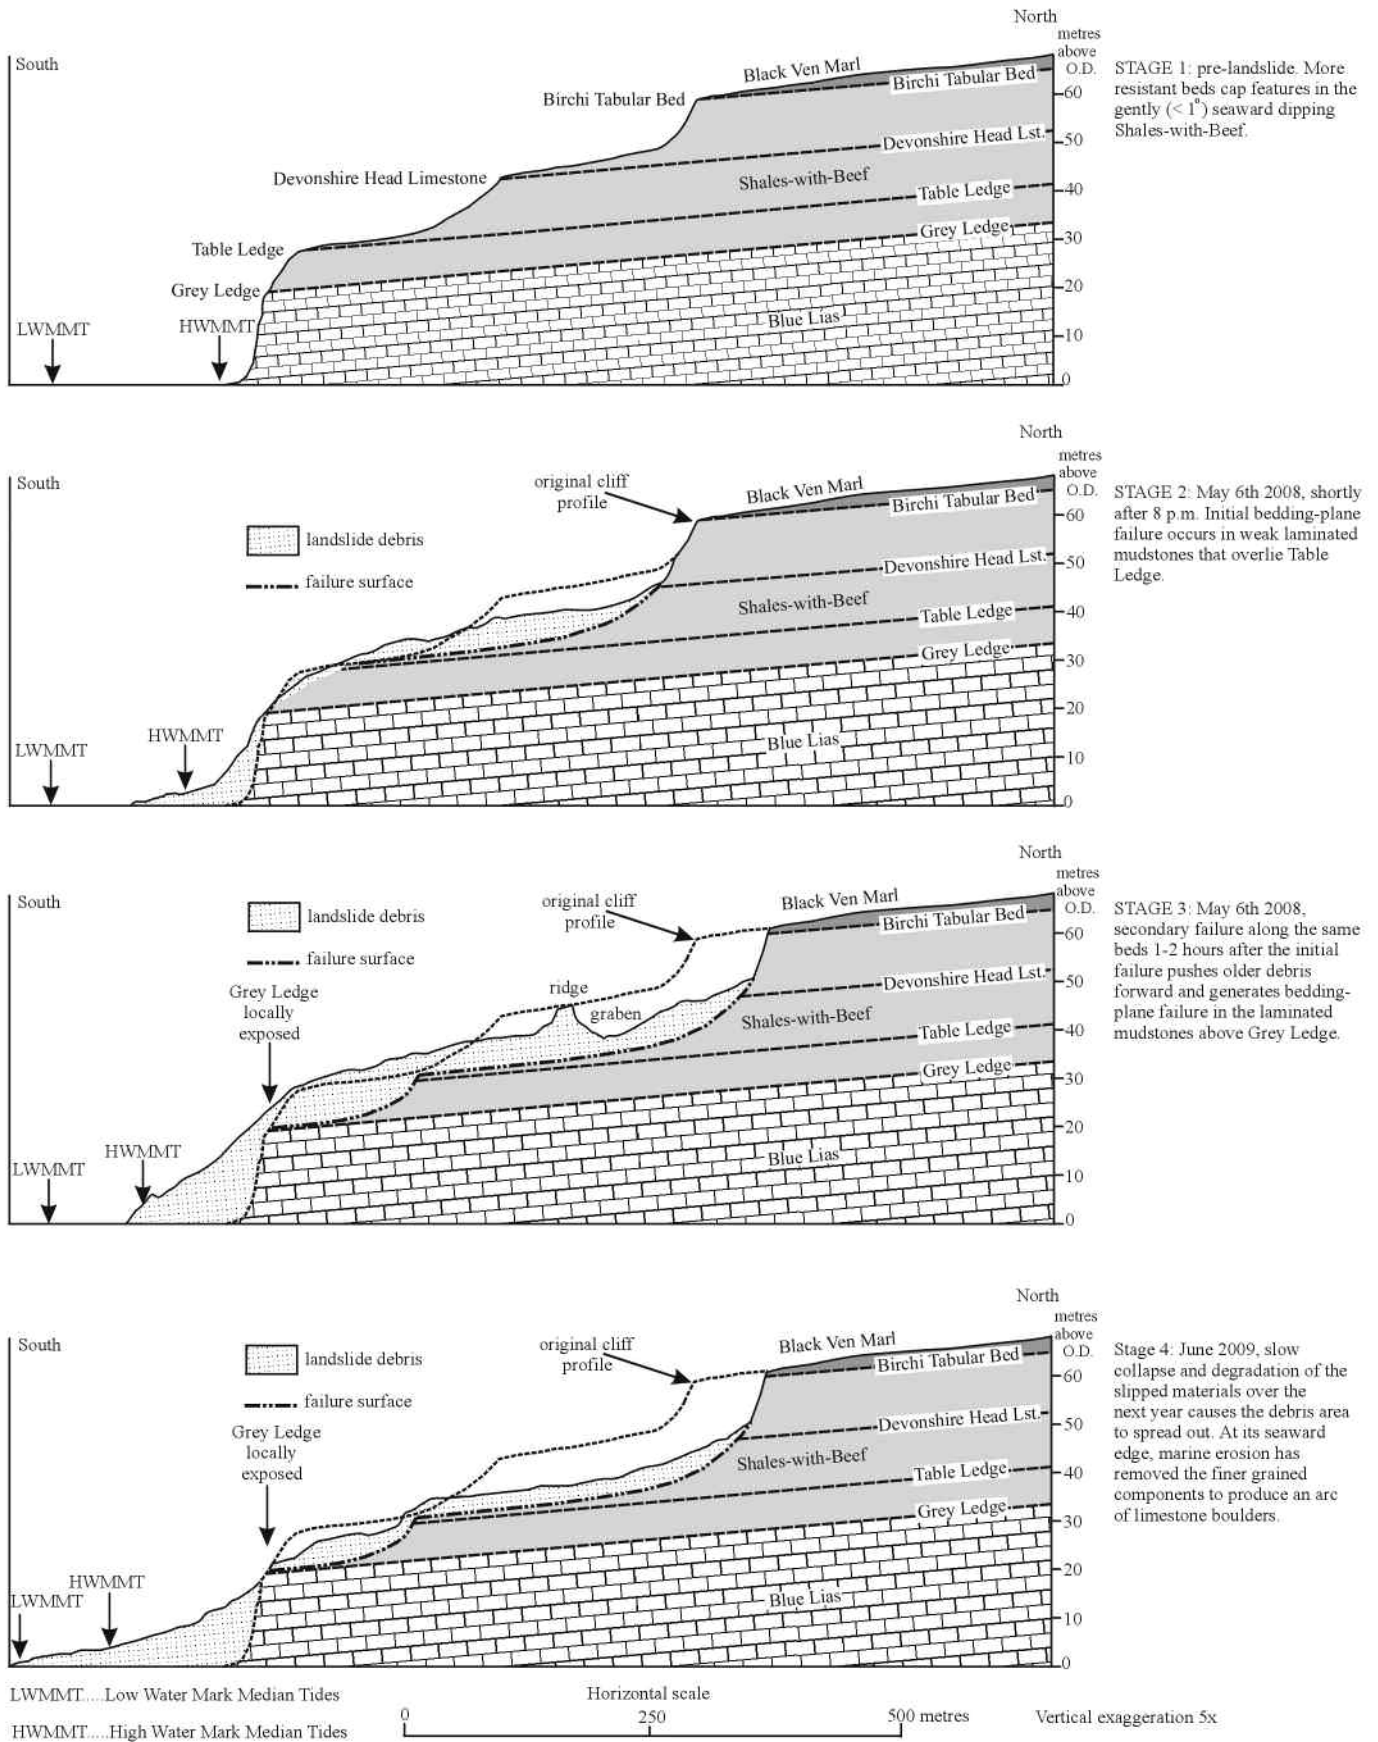 North
metres
above
O.D.
South
Black Ven Marl
Birchi Tabular Bed
Birchi Tabular Bed
60
50
Devonshire Head Lst.
Devonshire Head Limestone
Shales-with-Beef
40
Table Ledge
Table Ledge
30
Grey Ledge
Grey Ledge
20
LWMMT
HWMMT
Blue Lias
10
0
STAGE 1: pre-landslide. More
resistant beds cap features in the
gently (< 1°) seaward dipping
Shales-with-Beef.
North
metres
above
O.D.
South
original cliff
profile
Black Ven Marl
Birchi Tabular Bed
60
landslide debris
failure surface
50
Devonshire Head Lst.
Shales-with-Beef
40
Table Ledge
30
Grey Ledge
20
LWMMT
HWMMT
Blue Lias
10
0
STAGE 2: May 6th 2008, shortly
after 8 p.m. Initial bedding-plane
failure occurs in weak laminated
mudstones that overlie Table
Ledge.
North
metres
above
O.D.
South
original cliff
profile
Black Ven Marl
Birchi Tabular Bed
60
landslide debris
failure surface
50
Devonshire Head Lst.
Grey Ledge
locally
exposed
ridge
graben
Shales-with-Beef
40
Table Ledge
30
Grey Ledge
20
LWMMT
HWMMT
Blue Lias
10
0
STAGE 3: May 6th 2008,
secondary failure along the same
beds 1-2 hours after the initial
failure pushes older debris
forward and generates bedding-
plane failure in the laminated
mudstones above Grey Ledge.
North
metres
above
O.D.
South
original cliff
profile
Black Ven Marl
Birchi Tabular Bed
60
landslide debris
failure surface
50
Devonshire Head Lst.
Grey Ledge
locally
exposed
Shales-with-Beef
40
Table Ledge
30
Grey Ledge
20
LWMMT
HWMMT
Blue Lias
10
0
Stage 4: June 2009, slow
collapse and degradation of the
slipped materials over the
next year causes the debris area
to spread out. At its seaward
edge, marine erosion has
removed the finer grained
components to produce an arc
of limestone boulders.
LWMMT.....Low Water Mark Median Tides
HWMMT.....High Water Mark Median Tides
Horizontal scale
0
250
500 metres
Vertical exaggeration 5x